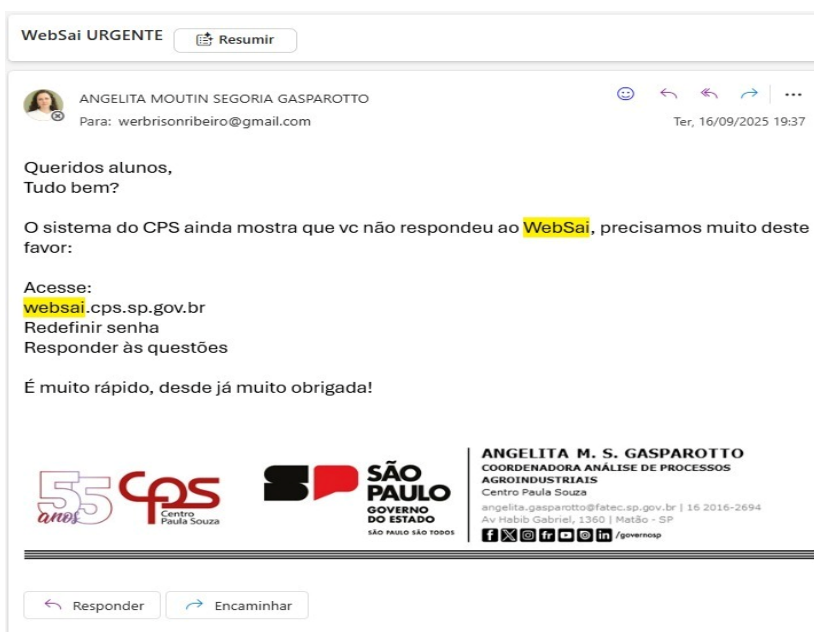 WebSai URGENTE
Resumir
ANGELITA MOUTIN SEGORIA GASPAROTTO
Para: werbrisonribeiro@gmail.com
Ter, 16/09/2025 19:37
Queridos alunos,
Tudo bem?
O sistema do CPS ainda mostra que vc não respondeu ao WebSai, precisamos muito deste
favor:
Acesse:
websai.cps.sp.gov.br
Redefinir senha
Responder às questões
É muito rápido, desde já muito obrigada!
55
anos
CPS
Centro
Paula Souza
SP
SÃO
PAULO
GOVERNO
DO ESTADO
SÃO PAULO SÃO TODOS
ANGELITA M. S. GASPAROTTO
COORDENADORA ANÁLISE DE PROCESSOS
AGROINDUSTRIAIS
Centro Paula Souza
angelita.gasparotto@fatec.sp.gov.br | 16 2016-2694
Av Habib Gabriel, 1360 | Matão - SP
/governosp
Responder
Encaminhar